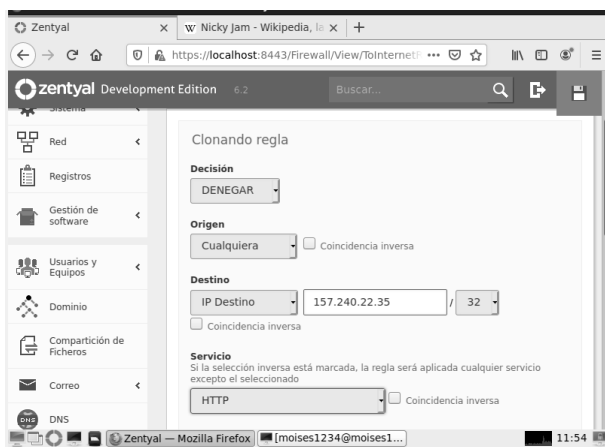 Zentyal
Nicky Jam - Wikipedia, la
https://localhost:8443/Firewall/View/ToInternetR
zentyal Development Edition 6.2
Buscar...
Sistema
Red
Registros
Gestión de
software
Usuarios y
Equipos
Dominio
Compartición de
Ficheros
Correo
DNS
DNS
Clonando regla
Decisión
DENEGAR
Origen
Cualquiera
Coincidencia inversa
Destino
IP Destino
157.240.22.35
/ 32
Coincidencia inversa
Servicio
Si la selección inversa está marcada, la regla será aplicada cualquier servicio
excepto el seleccionado
HTTP
Coincidencia inversa
Zentyal — Mozilla Firefox
[moises1234@moises1...
11:54